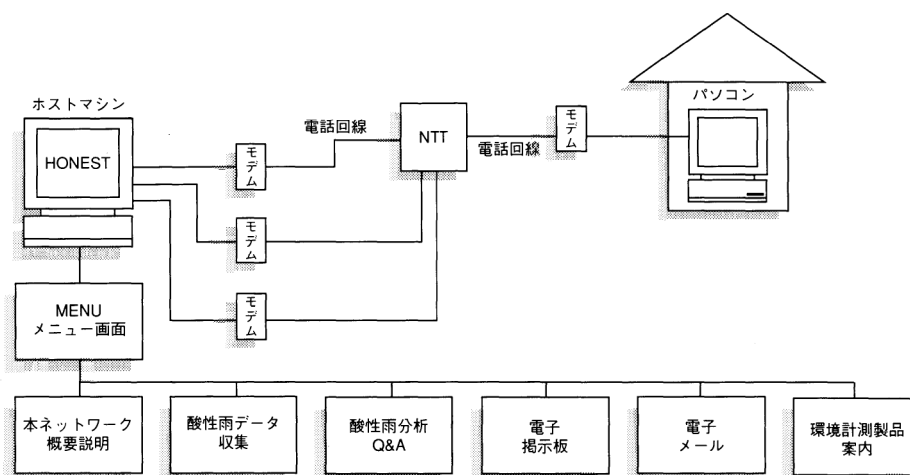 ホストマシン
HONEST
モデム
電話回線
NTT
電話回線
モデム
パソコン
モデム
モデム
MENU
メニュー画面
本ネットワーク
概要説明
酸性雨データ
収集
酸性雨分析
Q&A
電子
掲示板
電子
メール
環境計測製品
案内